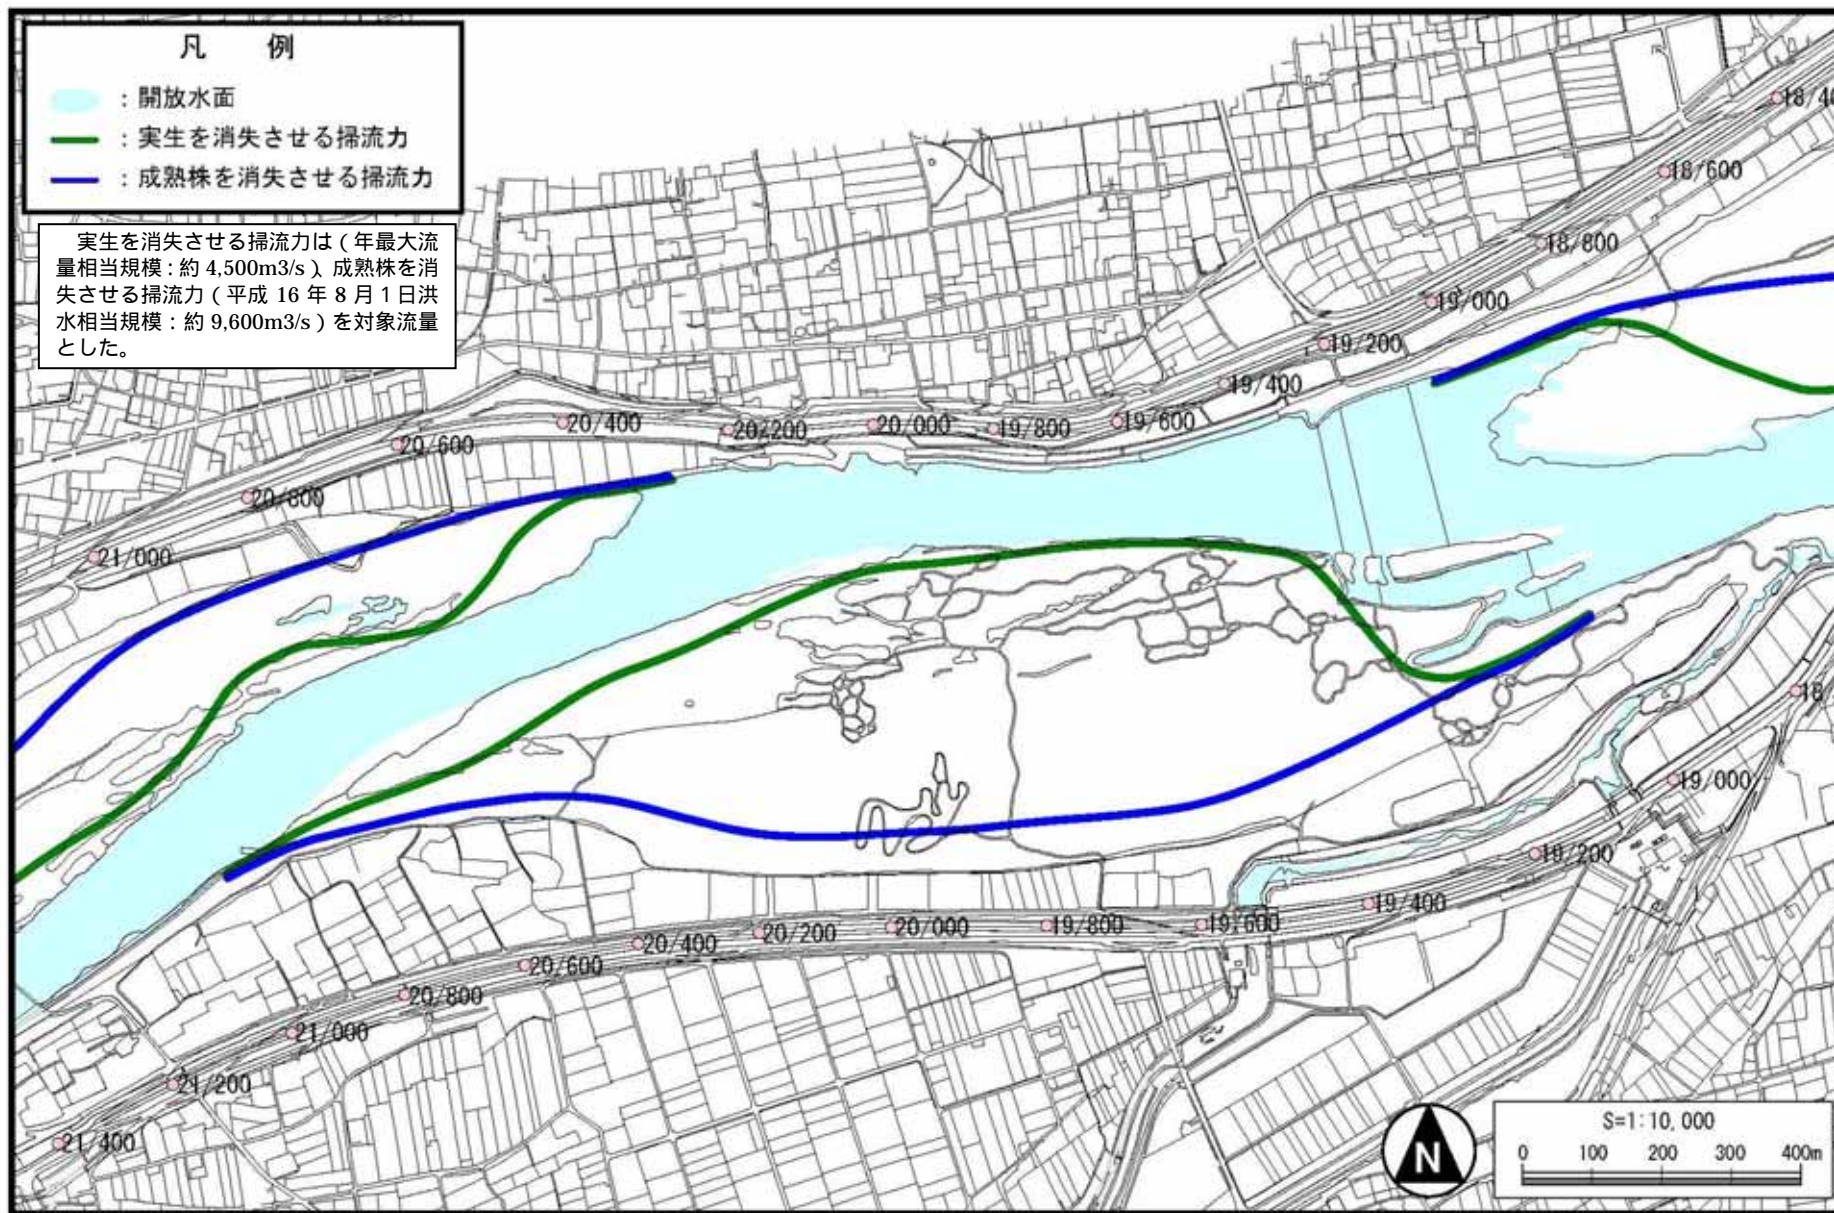 凡 例
：開放水面
：実生を消失させる掃流力
：成熟株を消失させる掃流力
実生を消失させる掃流力は（年最大流
量相当規模：約 4,500m3/s）、成熟株を消
失させる掃流力（平成 16 年 8 月 1 日洪
水相当規模：約 9,600m3/s）を対象流量
とした。
18/40
18/600
18/800
19/000
19/200
19/400
19/600
19/800
20/000
20/200
20/400
20/600
20/800
21/000
18/
19/000
19/200
19/400
19/600
19/800
20/000
20/200
20/400
20/600
20/800
21/000
21/200
21/400
N
S=1:10,000
0 100 200 300 400m